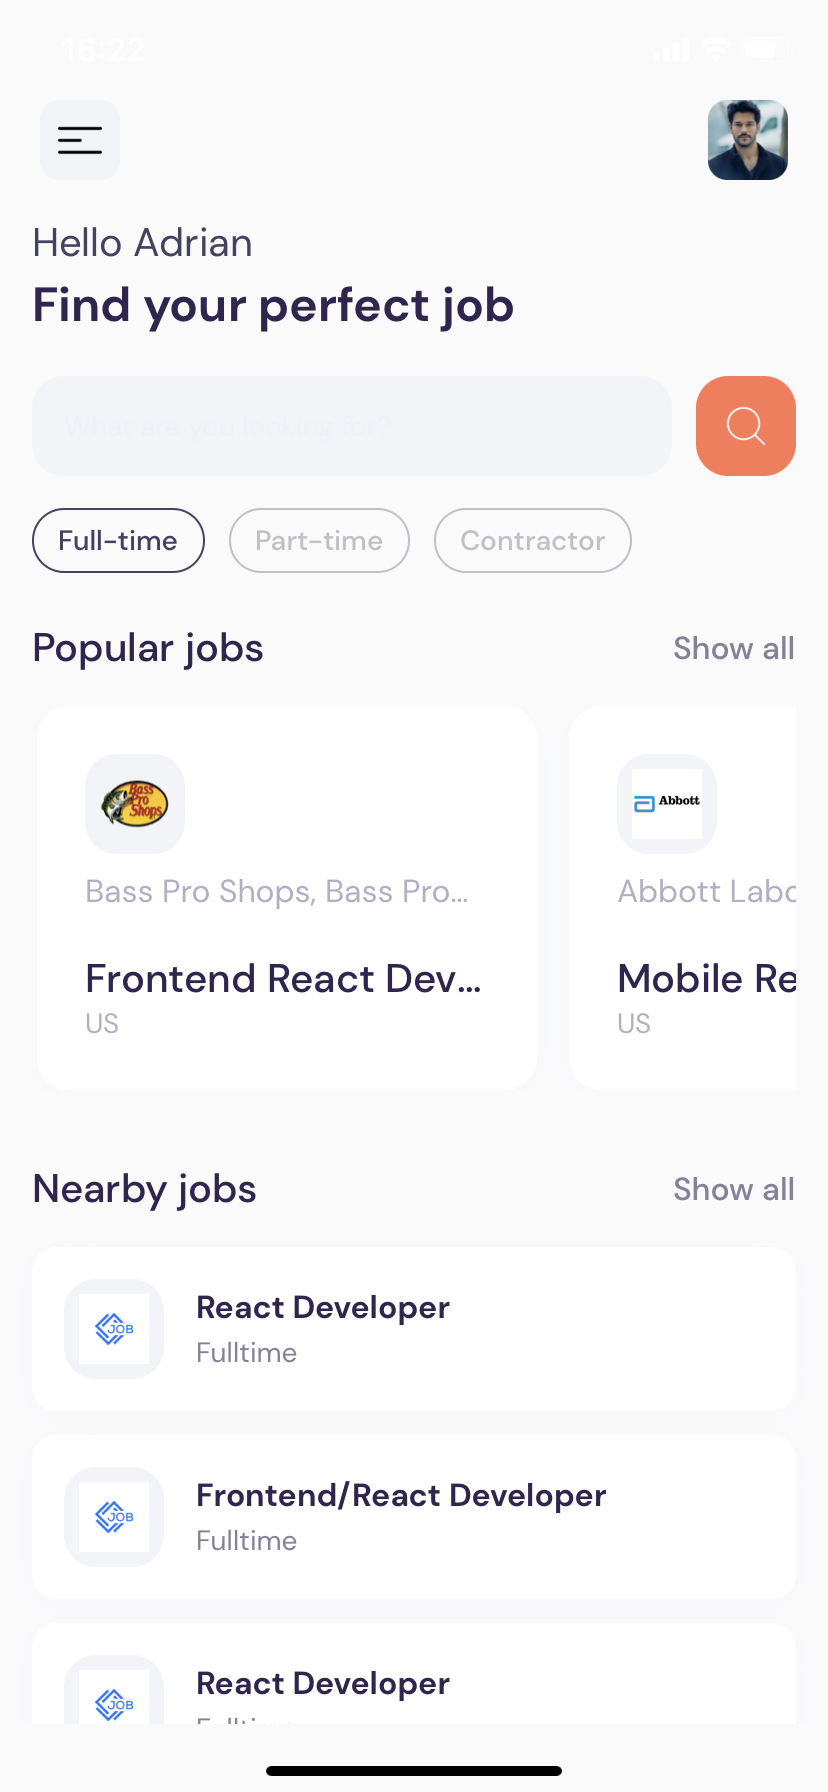 16:22
Hello Adrian
Find your perfect job
What are you looking for?
Full-time
Part-time
Contractor
Popular jobs
Show all
Bass Pro Shops
Abbott
Bass Pro Shops, Bass Pro...
Abbott Labo
Frontend React Dev...
Mobile Re
US
US
Nearby jobs
Show all
JOB
React Developer
Fulltime
JOB
Frontend/React Developer
Fulltime
JOB
React Developer
Fulltime